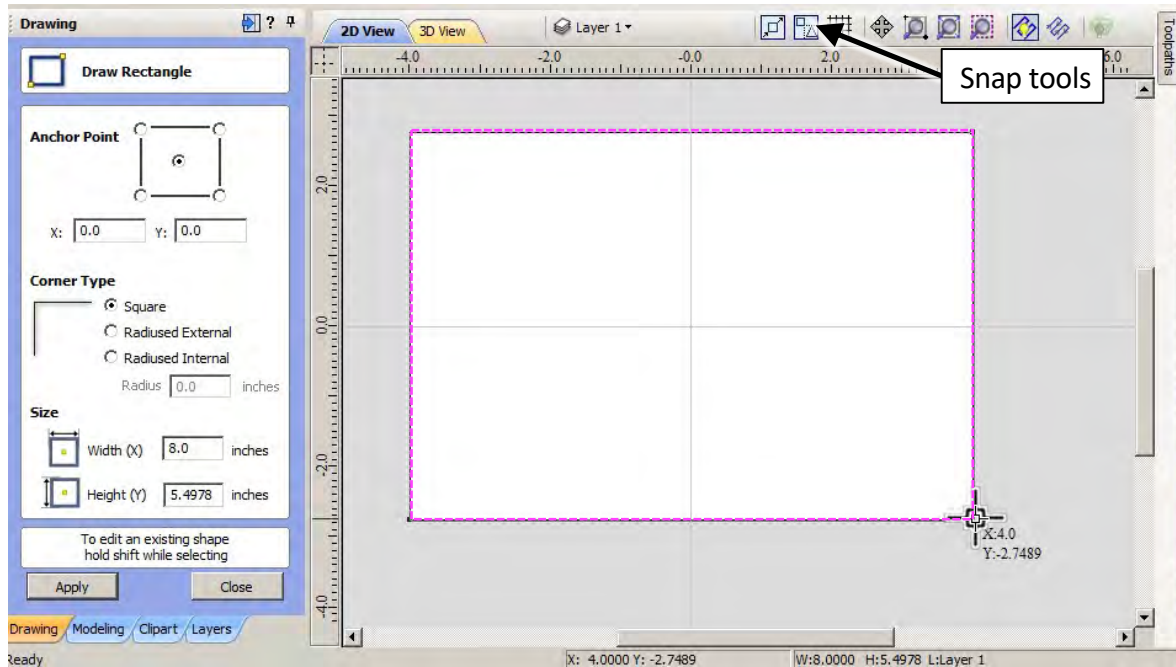 Drawing
?
Draw Rectangle
Anchor Point
X: 0.0 Y: 0.0
Corner Type
Square
Radiused External
Radiused Internal
Radius 0.0 inches
Size
Width (X) 8.0 inches
Height (Y) 5.4978 inches
To edit an existing shape
hold shift while selecting
Apply Close
Drawing Modeling Clipart Layers
Ready
2D View 3D View Layer 1
Snap tools
-4.0 -2.0 -0.0 2.0 6.0
2.0
0.0
-2.0
-4.0
X:4.0
Y:-2.7489
X: 4.0000 Y: -2.7489 W:8.0000 H:5.4978 L:Layer 1
Toolpaths